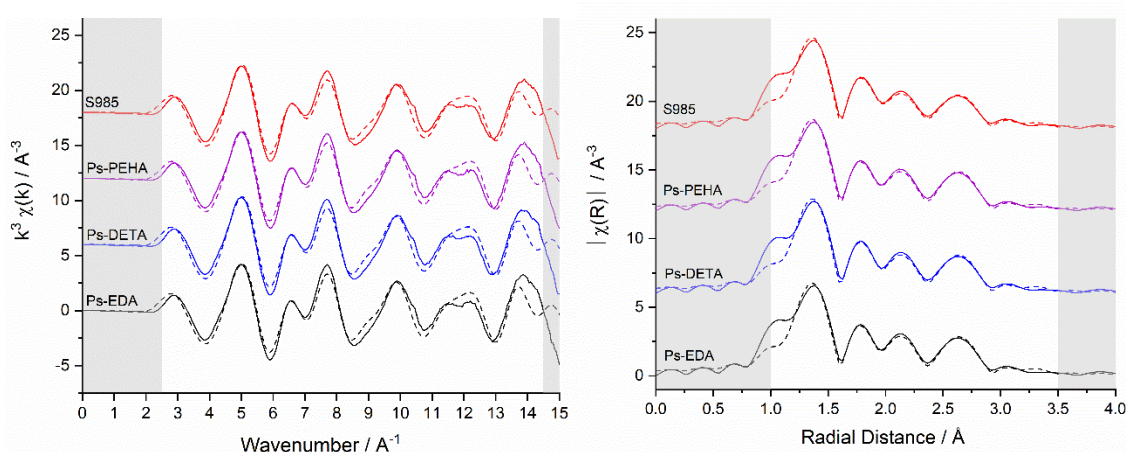 25
20
15
10
5
0
-5
k³ χ(k) / A⁻³
S985
Ps-PEHA
Ps-DETA
Ps-EDA
0 1 2 3 4 5 6 7 8 9 10 11 12 13 14 15
Wavenumber / A⁻¹
25
20
15
10
5
0
| χ(R) | / A⁻³
S985
Ps-PEHA
Ps-DETA
Ps-EDA
0.0 0.5 1.0 1.5 2.0 2.5 3.0 3.5 4.0
Radial Distance / Å